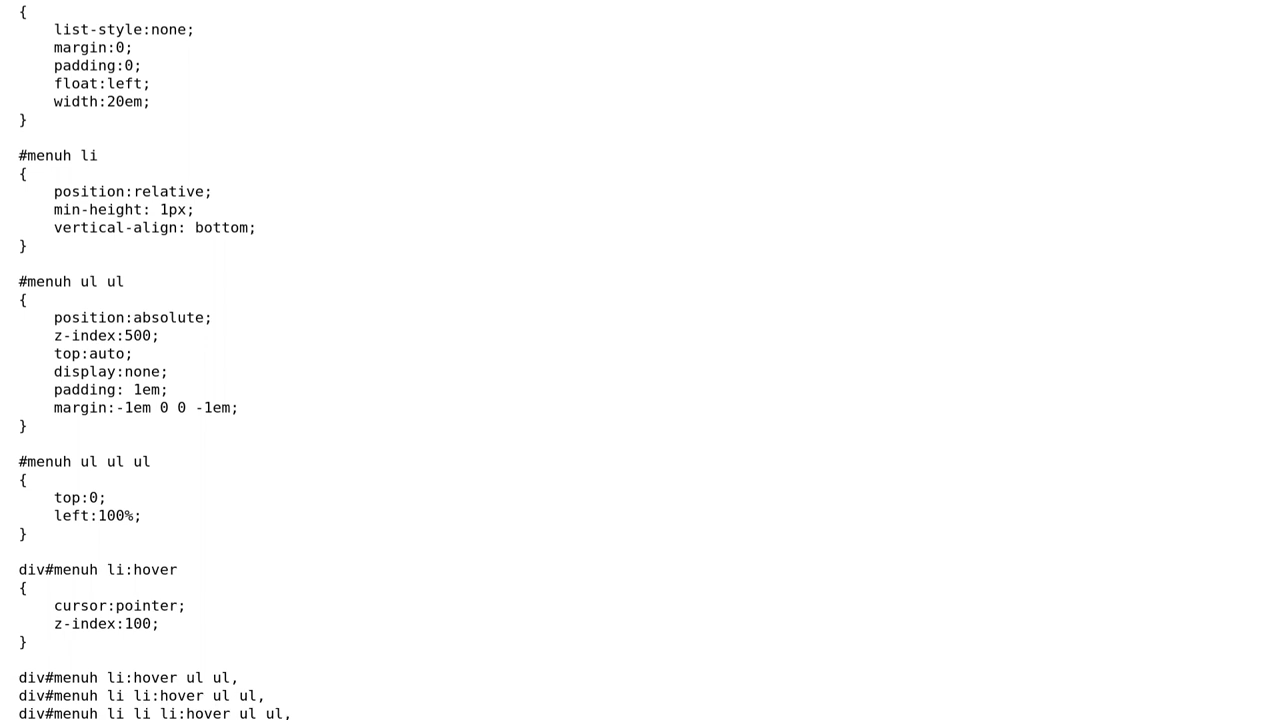 {
    list-style:none;
    margin:0;
    padding:0;
    float:left;
    width:20em;
}

#menuh li
{
    position:relative;
    min-height: 1px;
    vertical-align: bottom;
}

#menuh ul ul
{
    position:absolute;
    z-index:500;
    top:auto;
    display:none;
    padding: 1em;
    margin:-1em 0 0 -1em;
}

#menuh ul ul ul
{
    top:0;
    left:100%;
}

div#menuh li:hover
{
    cursor:pointer;
    z-index:100;
}

div#menuh li:hover ul ul,
div#menuh li li:hover ul ul,
div#menuh li li li:hover ul ul,